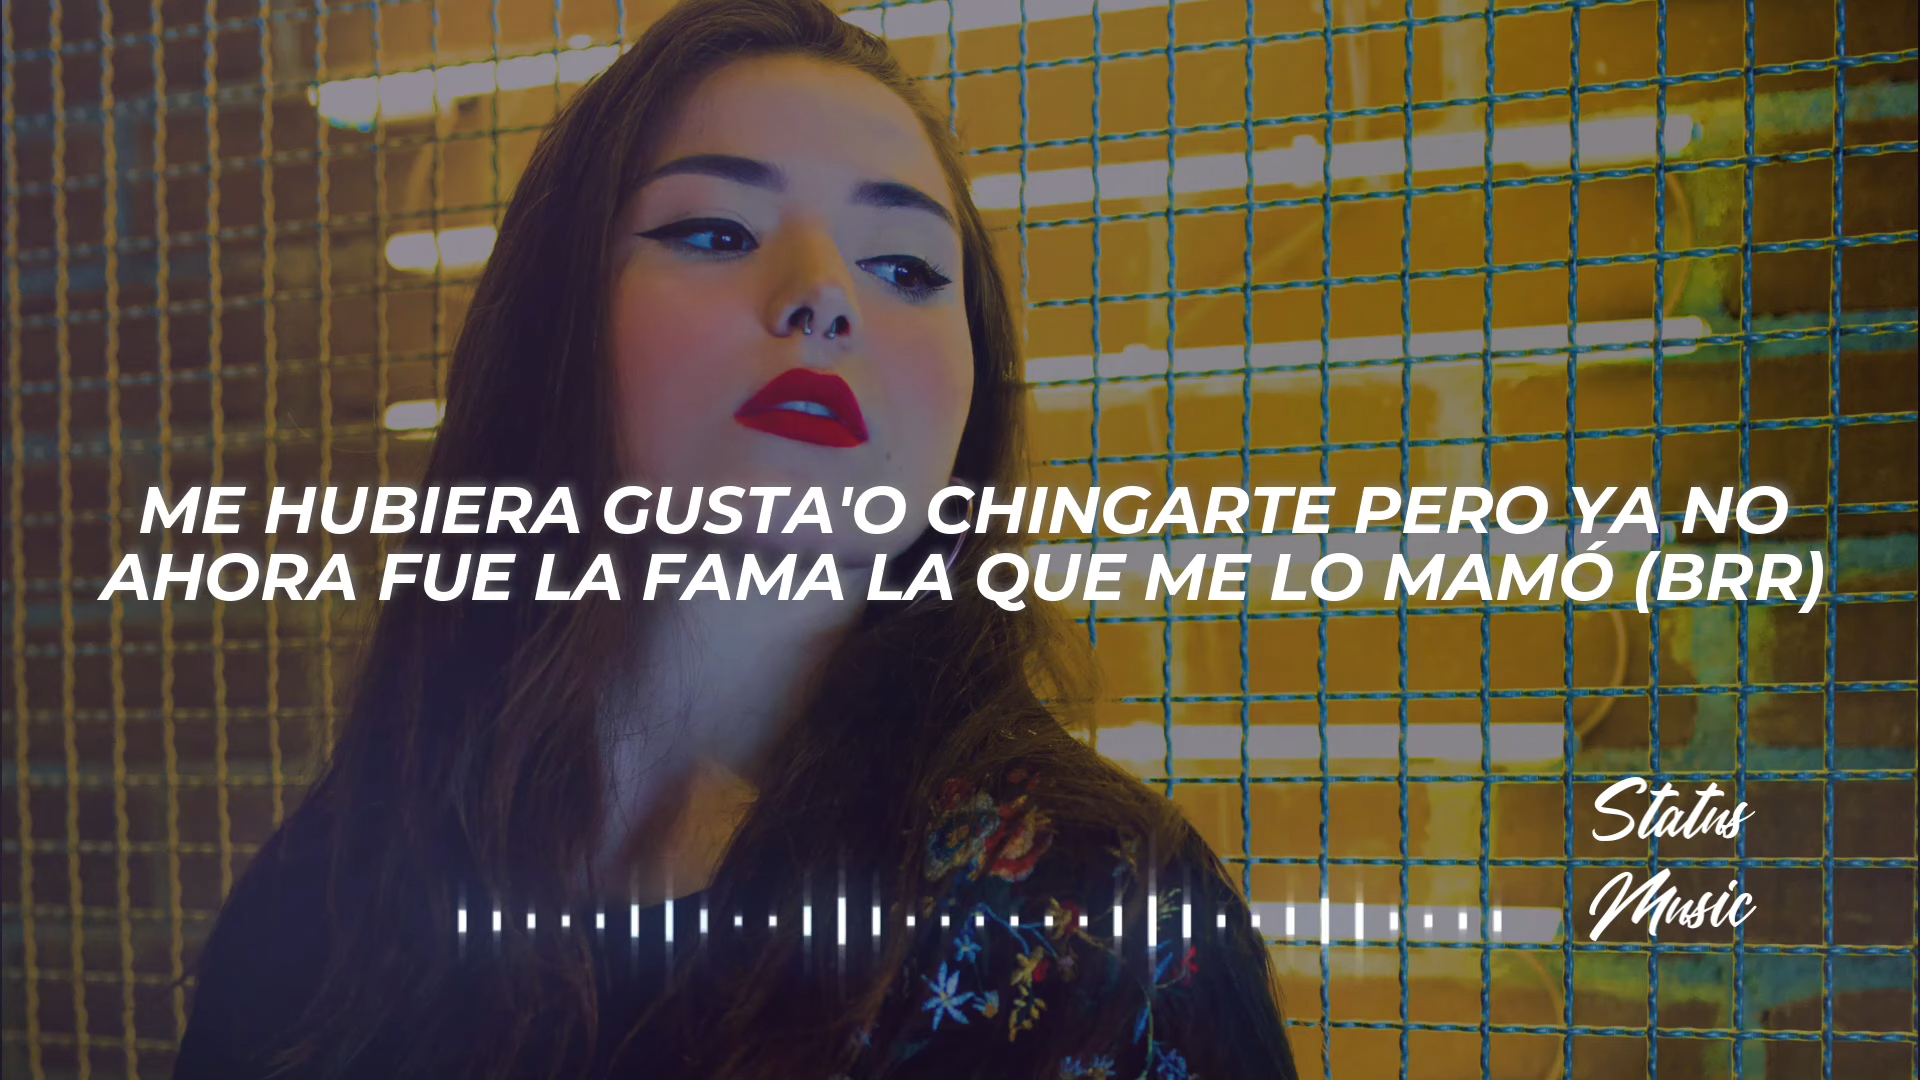 ME HUBIERA GUSTA'O CHINGARTE PERO YA NO
AHORA FUE LA FAMA LA QUE ME LO MAMÓ (BRR)
Status
Music